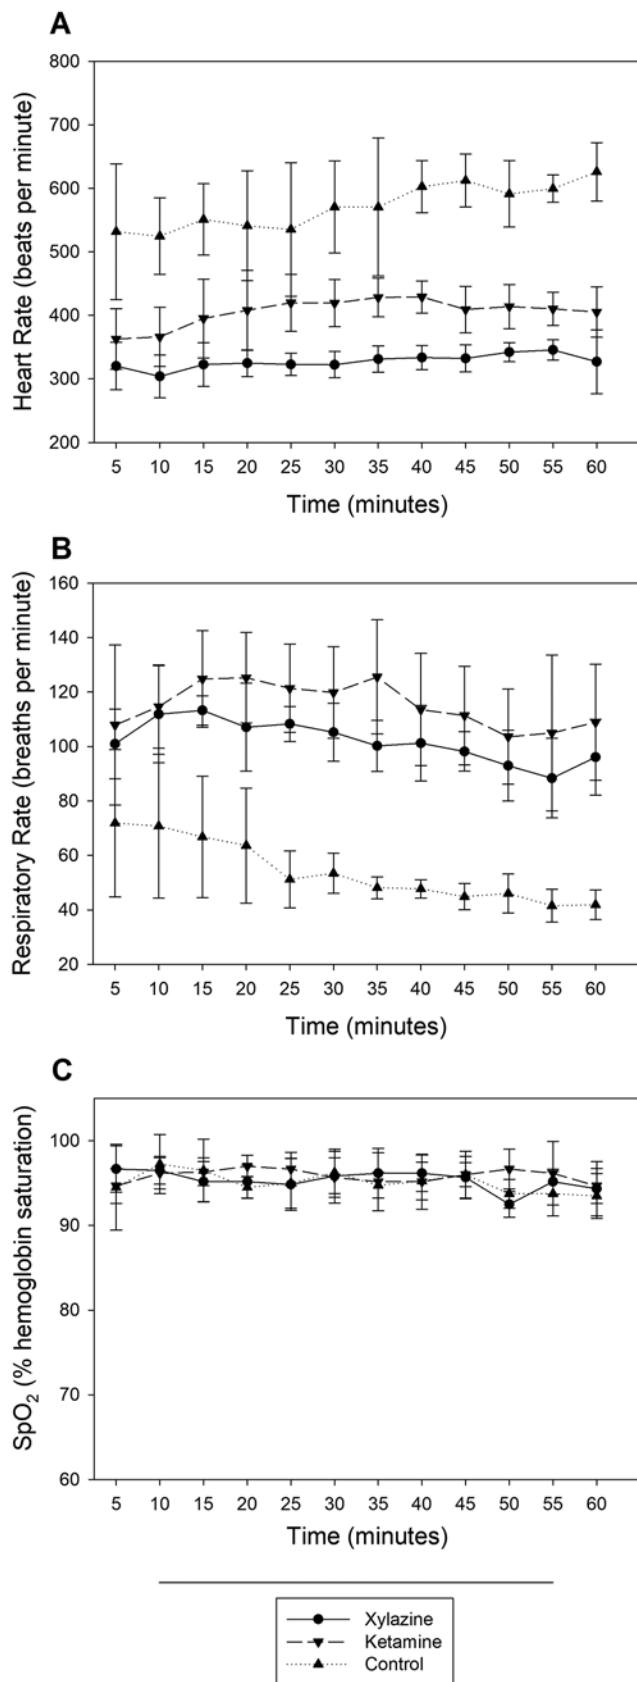 A
Heart Rate (beats per minute)
800
700
600
500
400
300
200
5 10 15 20 25 30 35 40 45 50 55 60
Time (minutes)
B
Respiratory Rate (breaths per minute)
160
140
120
100
80
60
40
20
5 10 15 20 25 30 35 40 45 50 55 60
Time (minutes)
C
SpO₂ (% hemoglobin saturation)
100
90
80
70
60
5 10 15 20 25 30 35 40 45 50 55 60
Time (minutes)
Xylazine
Ketamine
Control